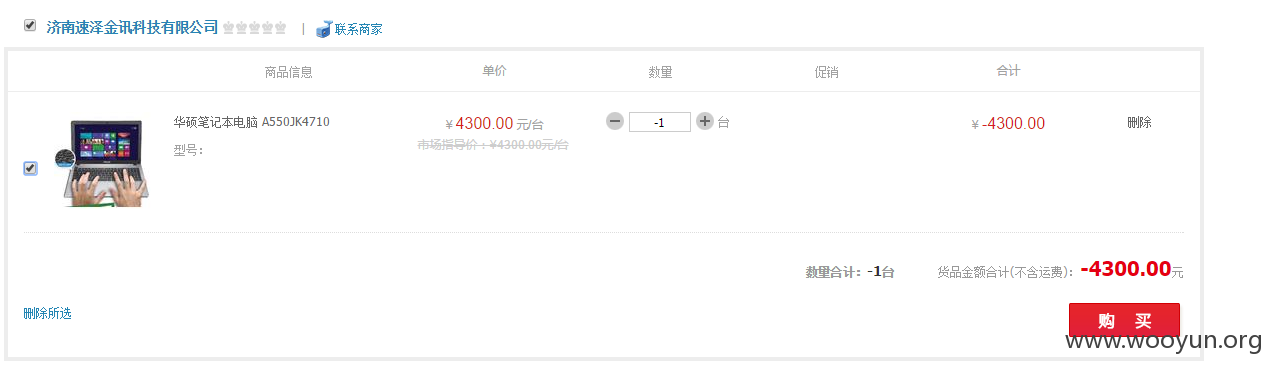 济南速泽金讯科技有限公司 | 联系商家
商品信息 单价 数量 促销 合计
华硕笔记本电脑 A550JK4710 ¥4300.00元/台 -1 台 ¥-4300.00 删除
型号： 市场指导价：¥4300.00元/台
数量合计：-1台 货品金额合计(不含运费)：-4300.00元
删除所选 购 买
www.wooyun.org